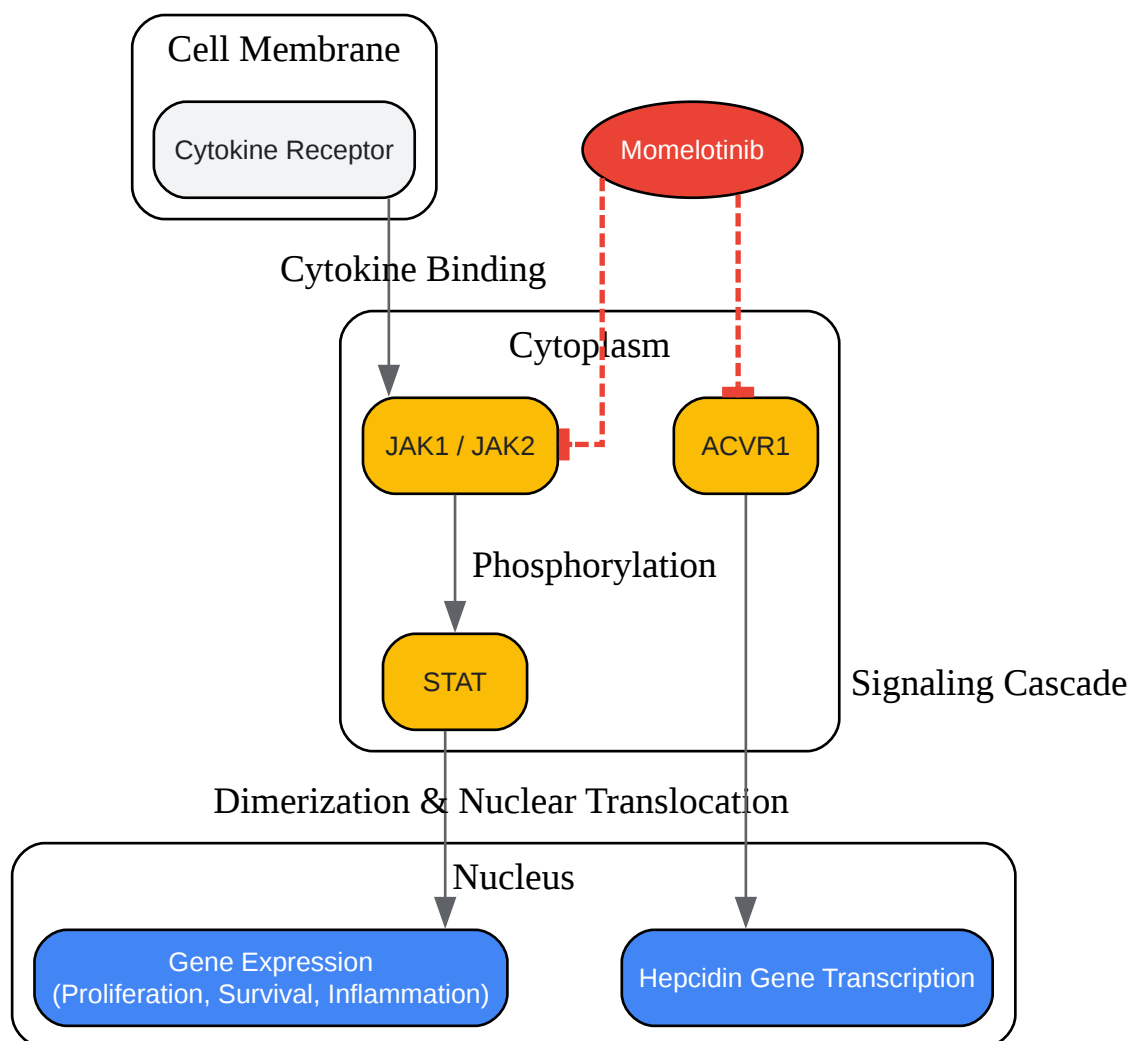 Cell Membrane
Cytokine Receptor
Momelotinib
Cytokine Binding
Cytoplasm
JAK1 / JAK2
ACVR1
Phosphorylation
STAT
Signaling Cascade
Dimerization & Nuclear Translocation
Nucleus
Gene Expression
(Proliferation, Survival, Inflammation)
Hepcidin Gene Transcription